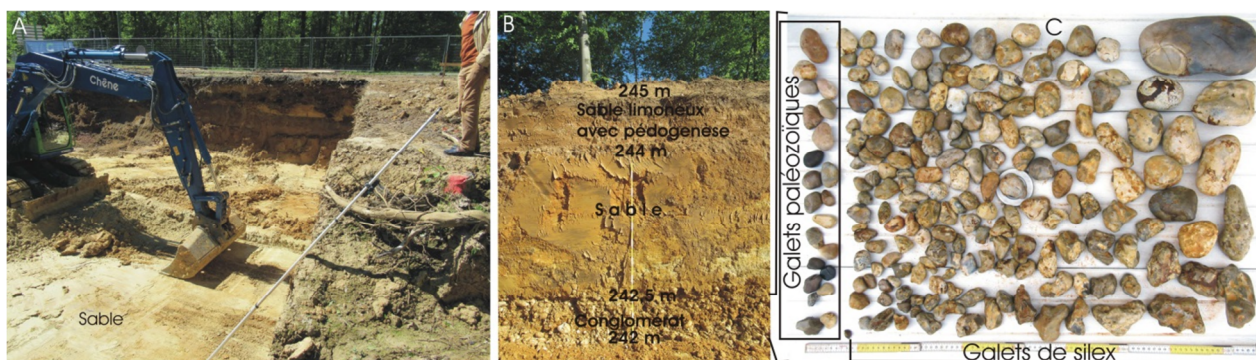 A
Chêne
Sable
B
245 m
Sable limoneux
avec pédogenèse
244 m
Sable
242.5 m
Conglomérat
242 m
C
Galets paléozoïques
Galets de silex